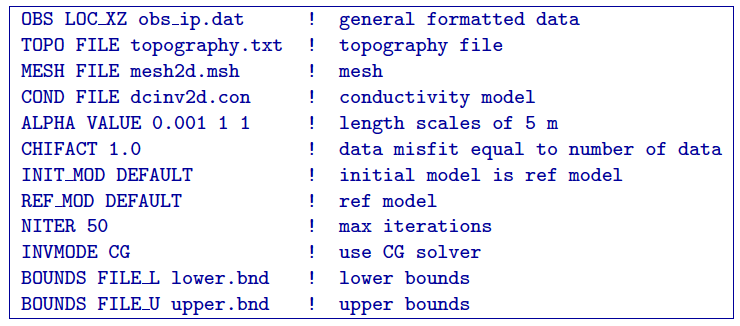 OBS LOC_XZ obs_ip.dat ! general formatted data
TOPO FILE topography.txt ! topography file
MESH FILE mesh2d.msh ! mesh
COND FILE dcinv2d.con ! conductivity model
ALPHA VALUE 0.001 1 1 ! length scales of 5 m
CHIFACT 1.0 ! data misfit equal to number of data
INIT_MOD DEFAULT ! initial model is ref model
REF_MOD DEFAULT ! ref model
NITER 50 ! max iterations
INVMODE CG ! use CG solver
BOUNDS FILE_L lower.bnd ! lower bounds
BOUNDS FILE_U upper.bnd ! upper bounds